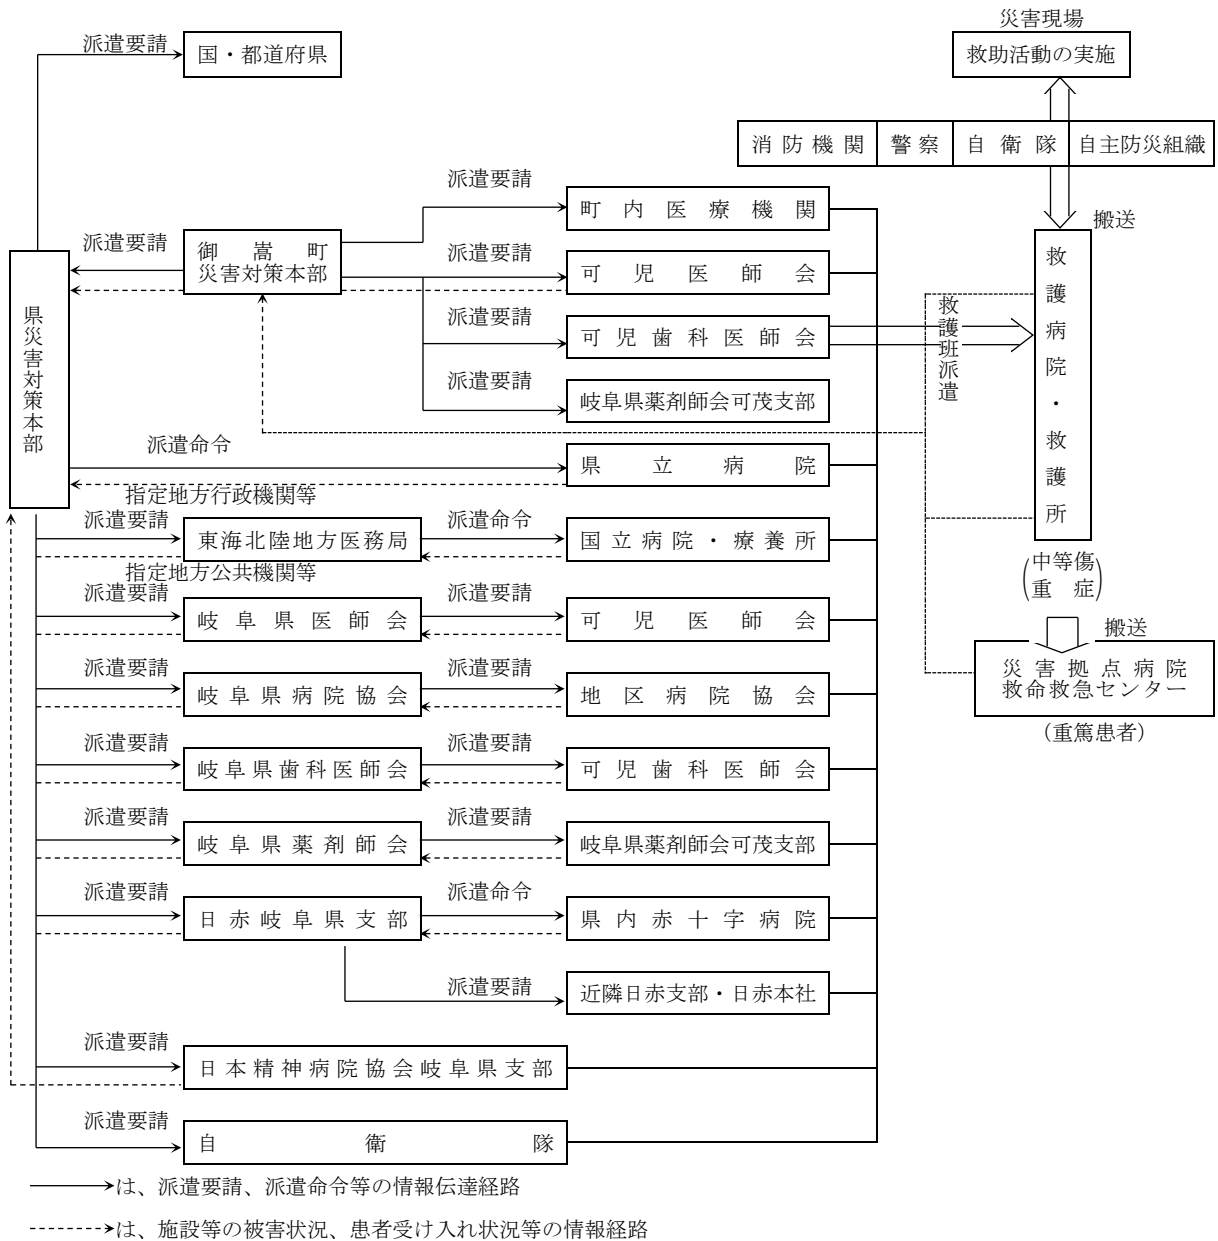 災害現場
派遣要請
国・都道府県
救助活動の実施
消防機関
警察
自衛隊
自主防災組織
派遣要請
町内医療機関
搬送
派遣要請
御嵩町
災害対策本部
派遣要請
可児医師会
県災害対策本部
派遣要請
可児歯科医師会
救護班派遣
救護病院・救護所
派遣要請
岐阜県薬剤師会可茂支部
派遣命令
県立病院
指定地方行政機関等
派遣要請
東海北陸地方医務局
派遣命令
国立病院・療養所
(中等傷
重症)
指定地方公共機関等
派遣要請
岐阜県医師会
派遣要請
可児医師会
搬送
災害拠点病院
救命救急センター
(重篤患者)
派遣要請
岐阜県病院協会
派遣要請
地区病院協会
派遣要請
岐阜県歯科医師会
派遣要請
可児歯科医師会
派遣要請
岐阜県薬剤師会
派遣要請
岐阜県薬剤師会可茂支部
派遣要請
日赤岐阜県支部
派遣命令
県内赤十字病院
派遣要請
近隣日赤支部・日赤本社
派遣要請
日本精神病院協会岐阜県支部
派遣要請
自衛隊
は、派遣要請、派遣命令等の情報伝達経路
は、施設等の被害状況、患者受け入れ状況等の情報経路